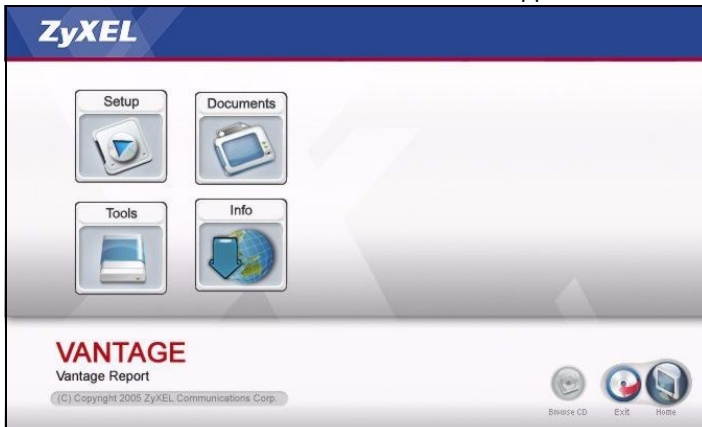 ZyXEL
Setup
Documents
Tools
Info
VANTAGE
Vantage Report
(C) Copyright 2005 ZyXEL Communications Corp.
Browse CD
Exit
Home